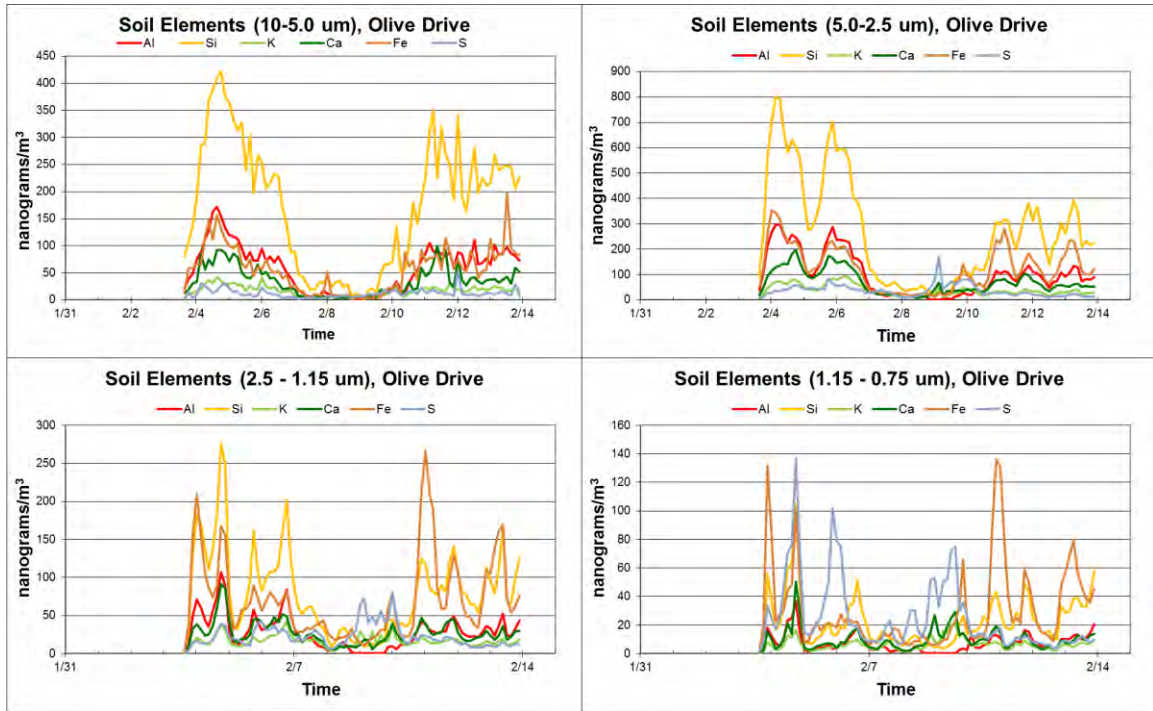 Soil Elements (10-5.0 um), Olive Drive
Al Si K Ca Fe S
450
400
350
300
250
200
150
100
50
0
nanograms/m³
1/31 2/2 2/4 2/6 2/8 2/10 2/12 2/14
Time
Soil Elements (5.0-2.5 um), Olive Drive
Al Si K Ca Fe S
900
800
700
600
500
400
300
200
100
0
nanograms/m³
1/31 2/2 2/4 2/6 2/8 2/10 2/12 2/14
Time
Soil Elements (2.5 - 1.15 um), Olive Drive
Al Si K Ca Fe S
300
250
200
150
100
50
0
nanograms/m³
1/31 2/7 2/14
Time
Soil Elements (1.15 - 0.75 um), Olive Drive
Al Si K Ca Fe S
160
140
120
100
80
60
40
20
0
nanograms/m³
1/31 2/7 2/14
Time